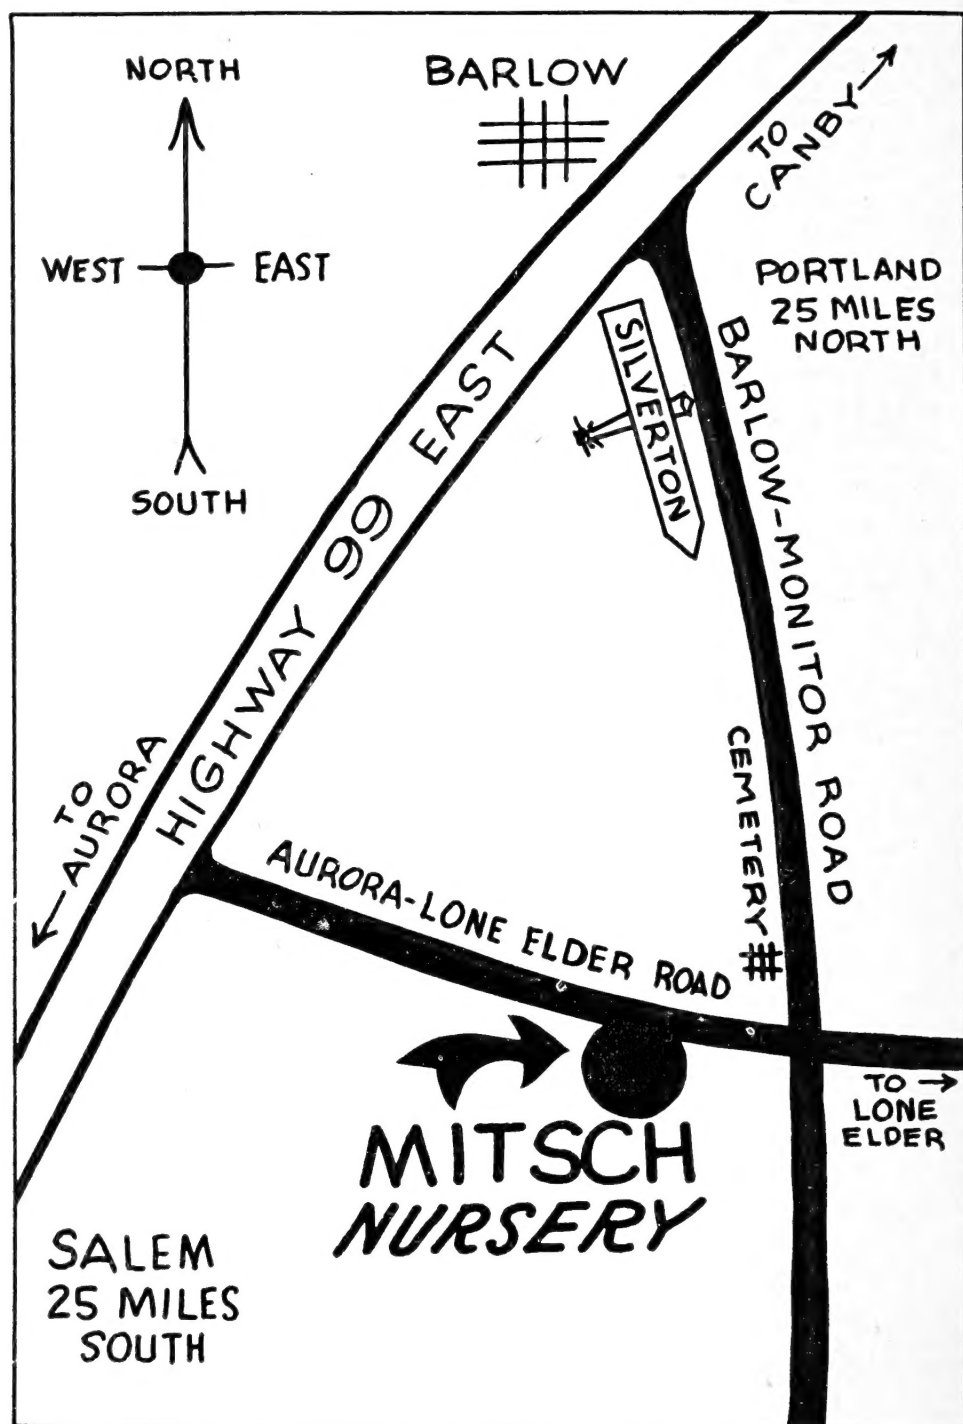 NORTH
WEST
EAST
SOUTH
BARLOW
TO
CANBY
PORTLAND
25 MILES
NORTH
SILVERTON
HIGHWAY 99 EAST
BARLOW-MONITOR ROAD
CEMETERY
TO
AURORA
AURORA-LONE ELDER ROAD
TO
LONE
ELDER
MITSCH
NURSERY
SALEM
25 MILES
SOUTH